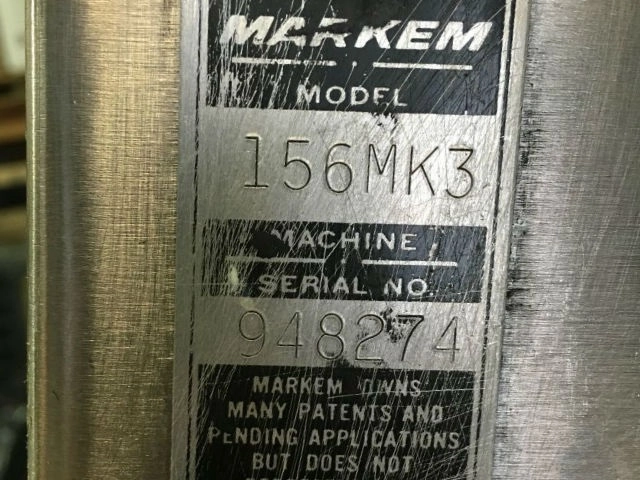 MARKEM
MODEL
156MK3
MACHINE
SERIAL NO.
948274
MARKEM OWNS
MANY PATENTS AND
PENDING APPLICATIONS
BUT DOES NOT